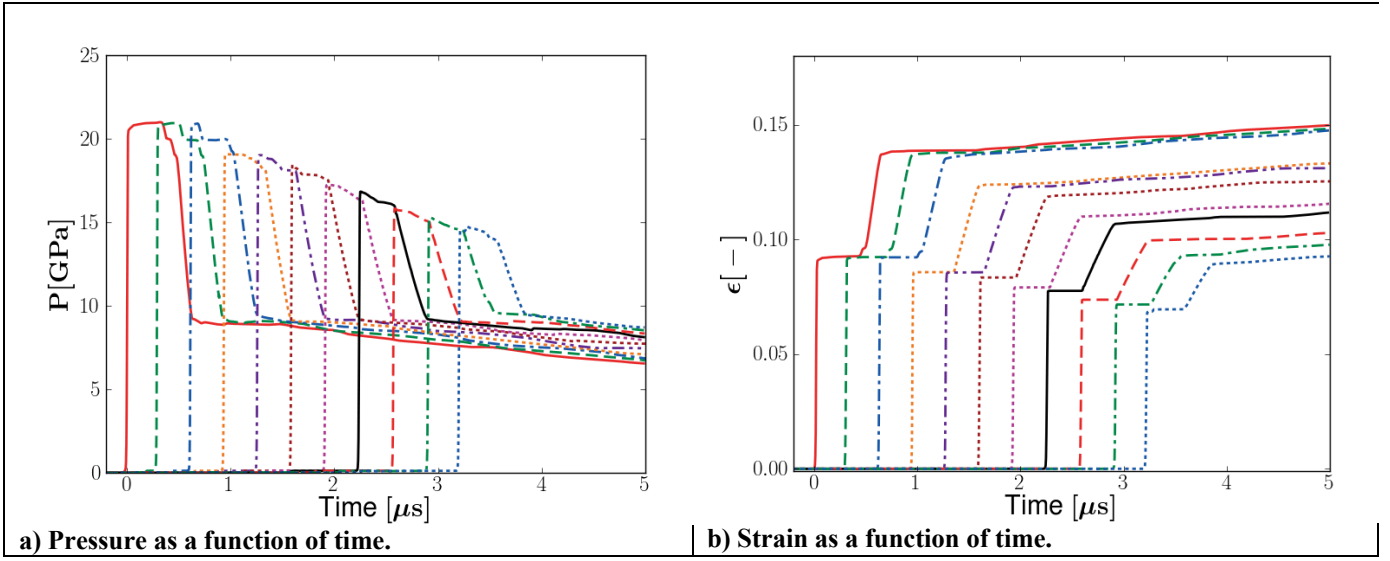 25
20
15
10
5
0
P[GPa]
0 1 2 3 4 5
Time [μs]
a) Pressure as a function of time.
0.15
0.10
0.05
0.00
ϵ[−]
0 1 2 3 4 5
Time [μs]
b) Strain as a function of time.